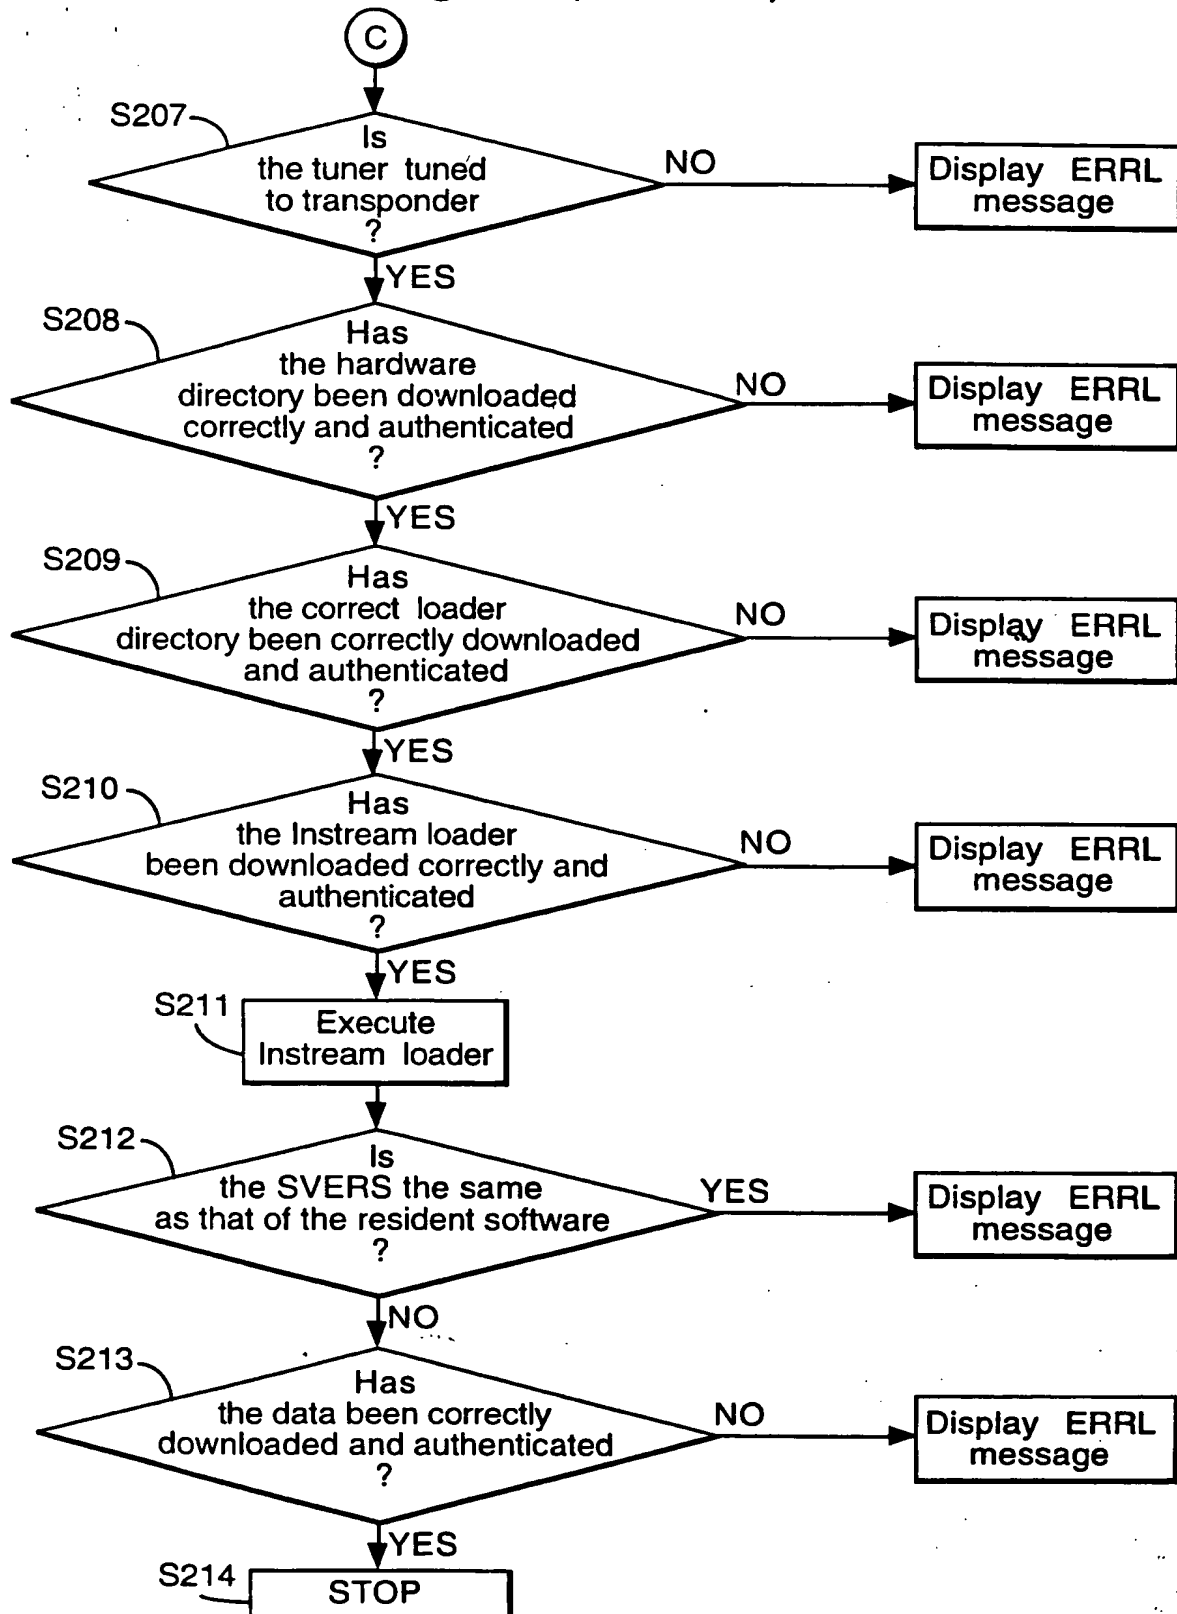 C
S207
Is
the tuner tuned
to transponder
?
NO
Display ERRL
message
YES
S208
Has
the hardware
directory been downloaded
correctly and authenticated
?
NO
Display ERRL
message
YES
S209
Has
the correct loader
directory been correctly downloaded
and authenticated
?
NO
Display ERRL
message
YES
S210
Has
the Instream loader
been downloaded correctly and
authenticated
?
NO
Display ERRL
message
YES
S211
Execute
Instream loader
S212
Is
the SVERS the same
as that of the resident software
?
YES
Display ERRL
message
NO
S213
Has
the data been correctly
downloaded and authenticated
?
NO
Display ERRL
message
YES
S214
STOP